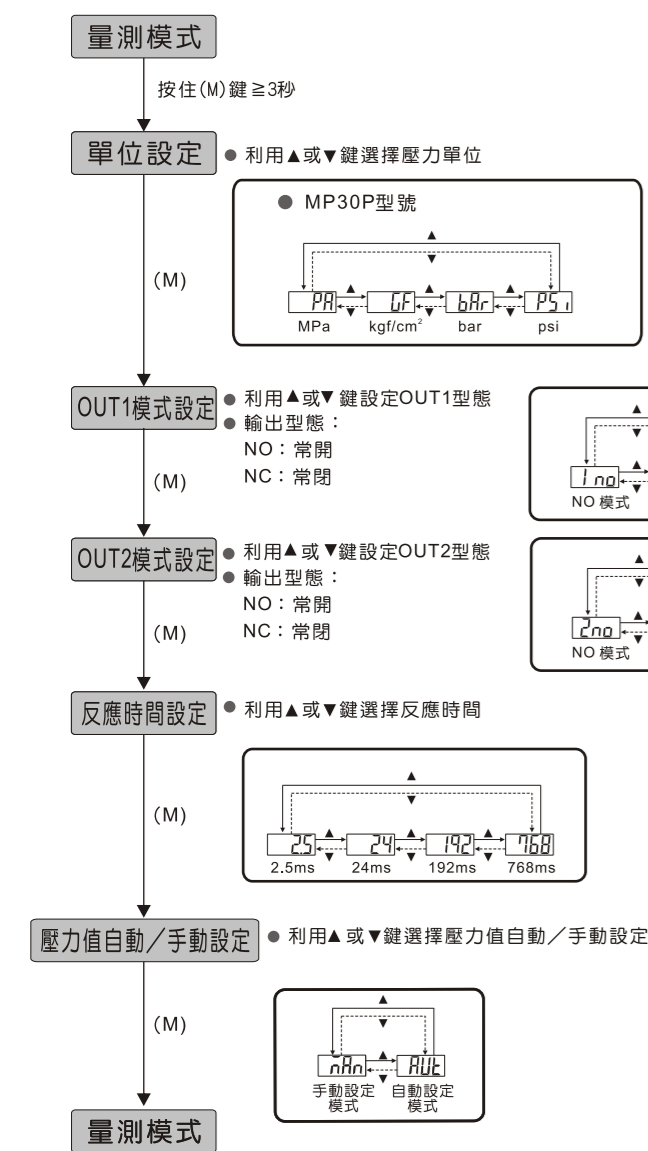 量測模式
按住(M)鍵≧3秒
單位設定
● 利用▲或▼鍵選擇壓力單位
● MP30P型號
▲
▼
PA ▲ ▼ GF ▲ ▼ bAr ▲ ▼ PSi
MPa kgf/cm² bar psi
(M)
OUT1模式設定
● 利用▲或▼鍵設定OUT1型態
● 輸出型態：
NO：常開
NC：常閉
▲
▼
1no ▲ ▼
NO 模式
(M)
OUT2模式設定
● 利用▲或▼鍵設定OUT2型態
● 輸出型態：
NO：常開
NC：常閉
▲
▼
2no ▲ ▼
NO 模式
(M)
反應時間設定
● 利用▲或▼鍵選擇反應時間
▲
▼
2.5 ▲ ▼ 24 ▲ ▼ 192 ▲ ▼ 768
2.5ms 24ms 192ms 768ms
(M)
壓力值自動／手動設定
● 利用▲或▼鍵選擇壓力值自動／手動設定
▲
▼
nAn ▲ ▼ AUt
手動設定 自動設定
模式 模式
(M)
量測模式